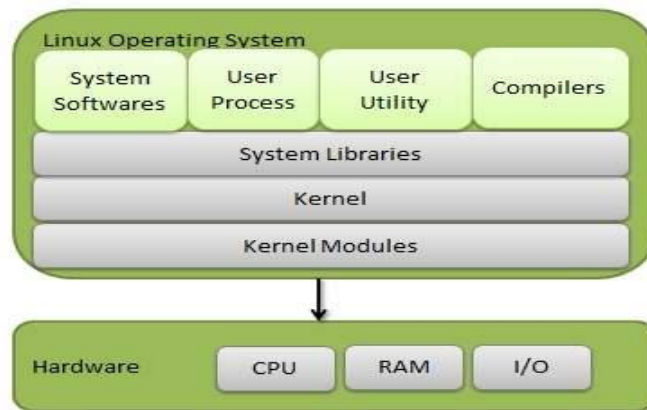 Linux Operating System
System
Softwares
User
Process
User
Utility
Compilers
System Libraries
Kernel
Kernel Modules
Hardware
CPU
RAM
I/O